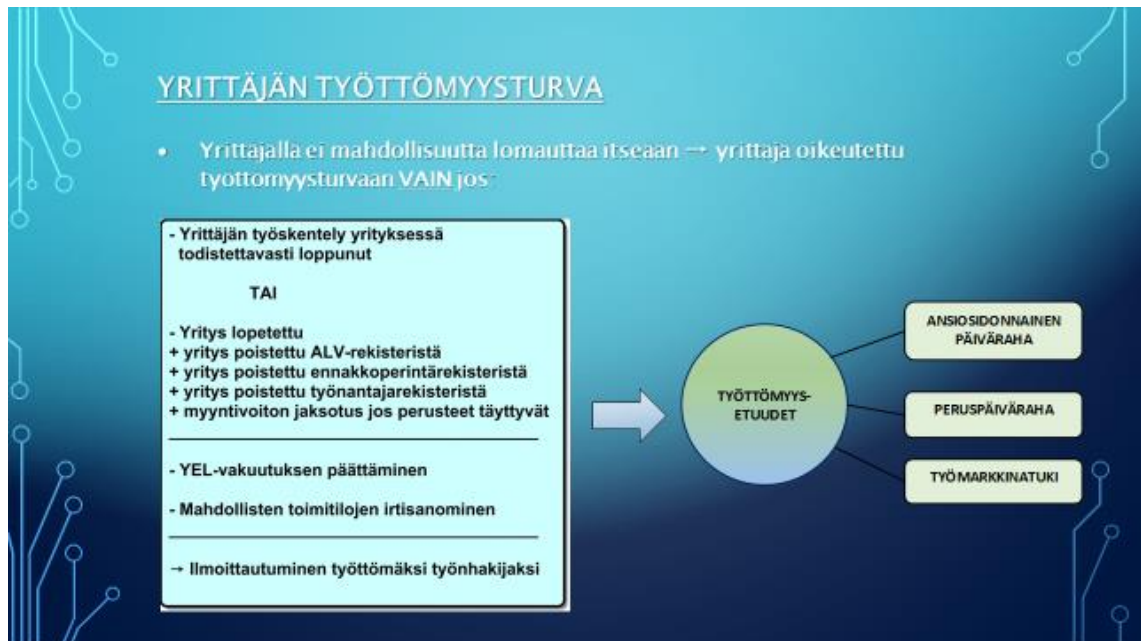 YRITTÄJÄN TYÖTTÖMYYSTURVA
• Yrittäjällä ei mahdollisuutta lomauttaa itseään → yrittäjä oikeutettu
työttömyysturvaan VAIN jos:
- Yrittäjän työskentely yrityksessä
todistettavasti loppunut
TAI
- Yritys lopetettu
+ yritys poistettu ALV-rekisteristä
+ yritys poistettu ennakkoperintärekisteristä
+ yritys poistettu työnantajarekisteristä
+ myyntivoiton jaksotus jos perusteet täyttyvät
- YEL-vakuutuksen päättäminen
- Mahdollisten toimitilojen irtisanominen
→ Ilmoittautuminen työttömäksi työnhakijaksi
TYÖTTÖMYYS-
ETUUDET
ANSIOSIDONNAINEN
PÄIVÄRAHA
PERUSPÄIVÄRAHA
TYÖMARKKINATUKI